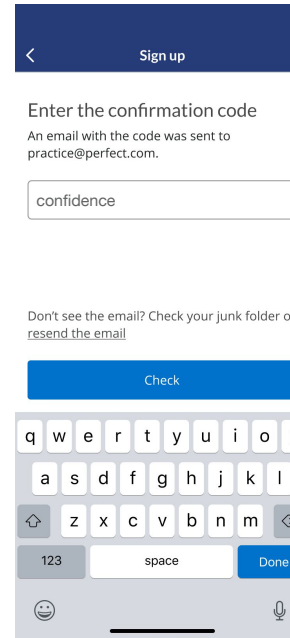 Sign up
Enter the confirmation code
An email with the code was sent to
practice@perfect.com.
confidence
Don't see the email? Check your junk folder o
resend the email
Check
q w e r t y u i o
a s d f g h j k l
z x c v b n m
123 space Done